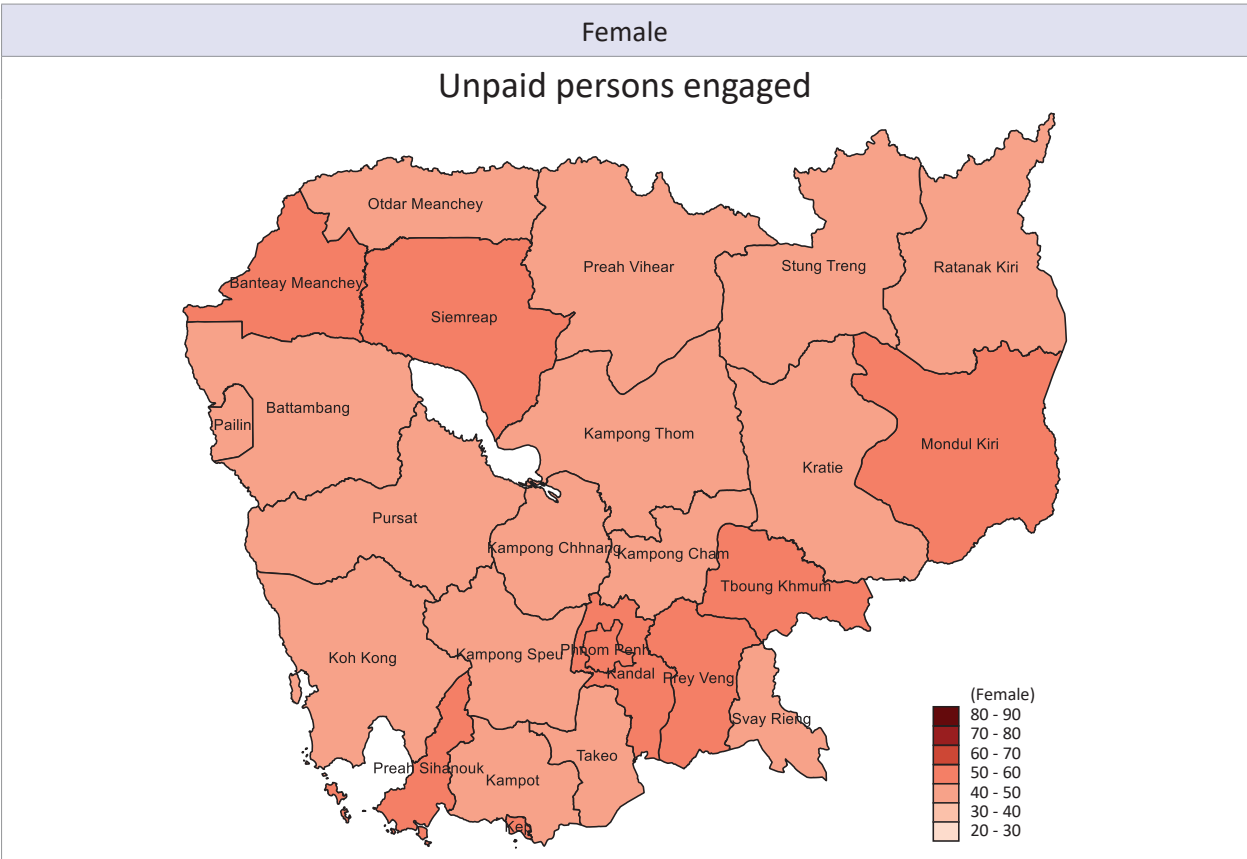 Female
Unpaid persons engaged
Otdar Meanchey
Preah Vihear
Stung Treng
Ratanak Kiri
Banteay Meanchey
Siemreap
Battambang
Pailin
Kampong Thom
Mondul Kiri
Kratie
Pursat
Kampong Chhnang
Kampong Cham
Tboung Khmum
Koh Kong
Kampong Speu
Phnom Penh
Kandal
Prey Veng
Svay Rieng
Preah Sihanouk
Takeo
Kampot
Kep
(Female)
80 - 90
70 - 80
60 - 70
50 - 60
40 - 50
30 - 40
20 - 30